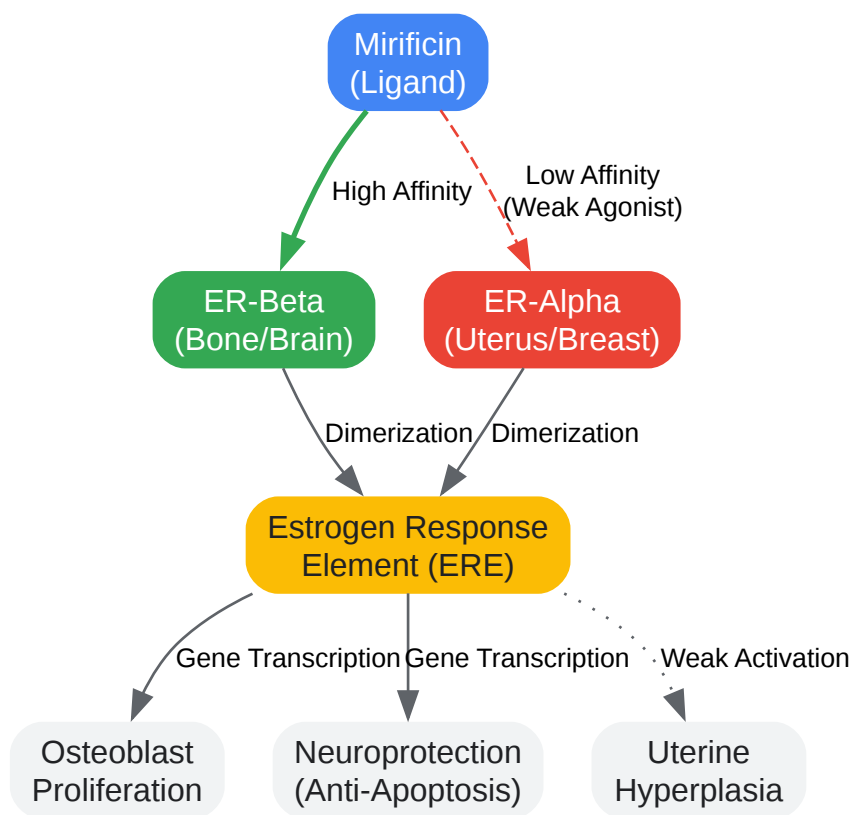 Mirificin
(Ligand)
High Affinity
Low Affinity
(Weak Agonist)
ER-Beta
(Bone/Brain)
ER-Alpha
(Uterus/Breast)
Dimerization
Dimerization
Estrogen Response
Element (ERE)
Gene Transcription
Gene Transcription
Weak Activation
Osteoblast
Proliferation
Neuroprotection
(Anti-Apoptosis)
Uterine
Hyperplasia